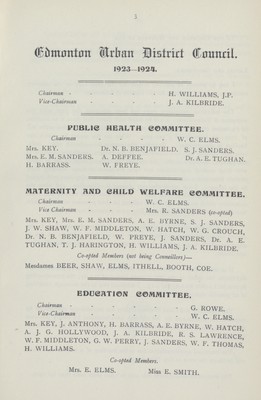 3
Edmonton Urban District Council.
1923-1924.
Chairman - - - - H. WILLIAMS, J.P.
Vice-Chairman - - - J. A. KILBRIDE.
PUBLIC HEALTH COMMITTEE.
Chairman - - - - W. C. ELMS.
Mrs. KEY. Dr. N. B. BENJAFIELD. S. J. SANDERS.
Mrs. E. M. SANDERS. A. DEFFEE. Dr. A. E. TUGHAN.
H. BARRASS. W. FREYE.
MATERNITY AND CHILD WELFARE COMMITTEE.
Chairman - - - W. C. ELMS.
Vice Chairman - - - Mrs. R. SANDERS (co-opted)
Mrs. KEY, Mrs. E. M. SANDERS, A. E. BYRNE, S. J. SANDERS,
J. W. SHAW, W. F. MIDDLETON, W. HATCH, W. G. CROUCH,
Dr. N. B. BENJAFIELD, W. FREYE, J. SANDERS, Dr. A. E.
TUGHAN, T. J. HARINGTON, H. WILLIAMS, J. A. KILBRIDE.
Co-opted Members (not being Councillors)—
Mesdames BEER, SHAW, ELMS, ITHELL, BOOTH, COE.
EDUCATION COMMITTEE.
Chairman - - - - G. ROWE.
Vice-Chairman - - - - W. C. ELMS.
Mrs. KEY, J. ANTHONY, H. BARRASS, A. E. BYRNE, W. HATCH,
A. J. G. HOLLYWOOD, J. A. KILBRIDE, R. S. LAWRENCE,
W. F. MIDDLETON, G. W. PERRY, J. SANDERS, W. F. THOMAS,
H. WILLIAMS.
Co-opted Members.
Mrs. E. ELMS. Miss E. SMITH.